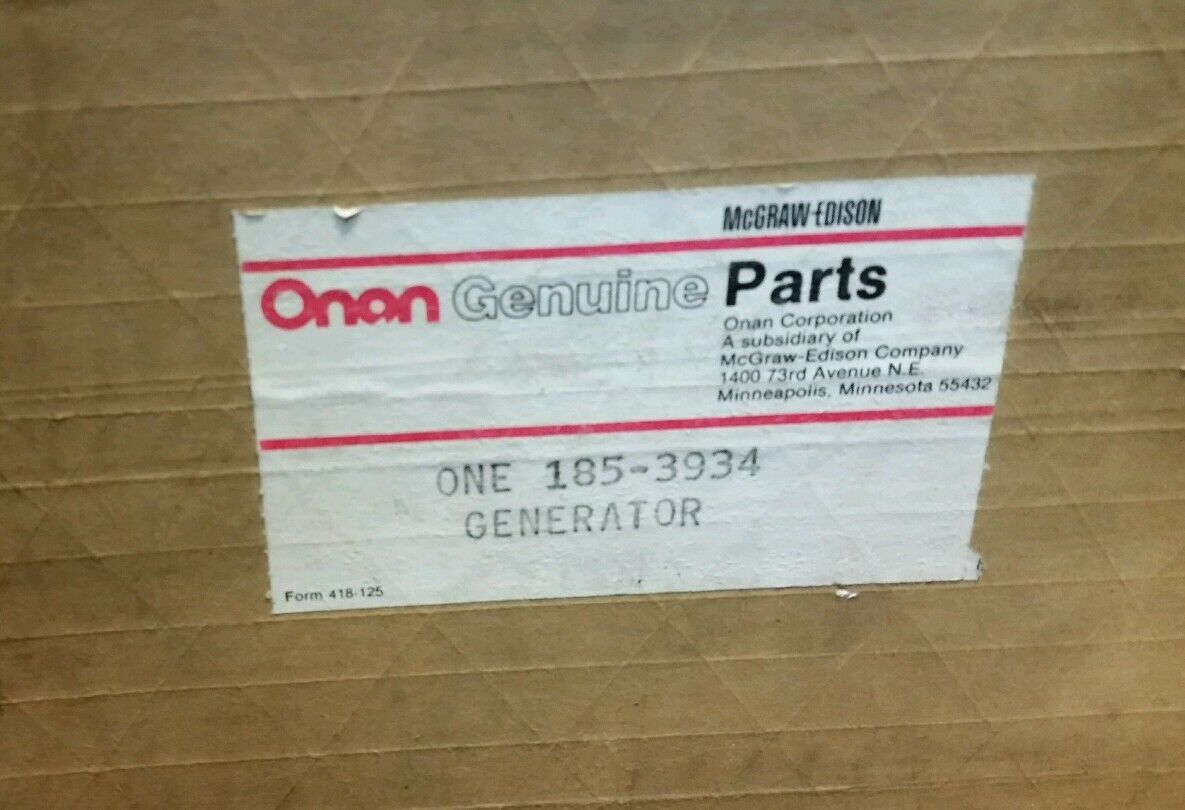 McGRAW-EDISON
Onan Genuine Parts
Onan Corporation
A subsidiary of
McGraw-Edison Company
1400 73rd Avenue N.E.
Minneapolis, Minnesota 55432
ONE 185-3934
GENERATOR
Form 418-125